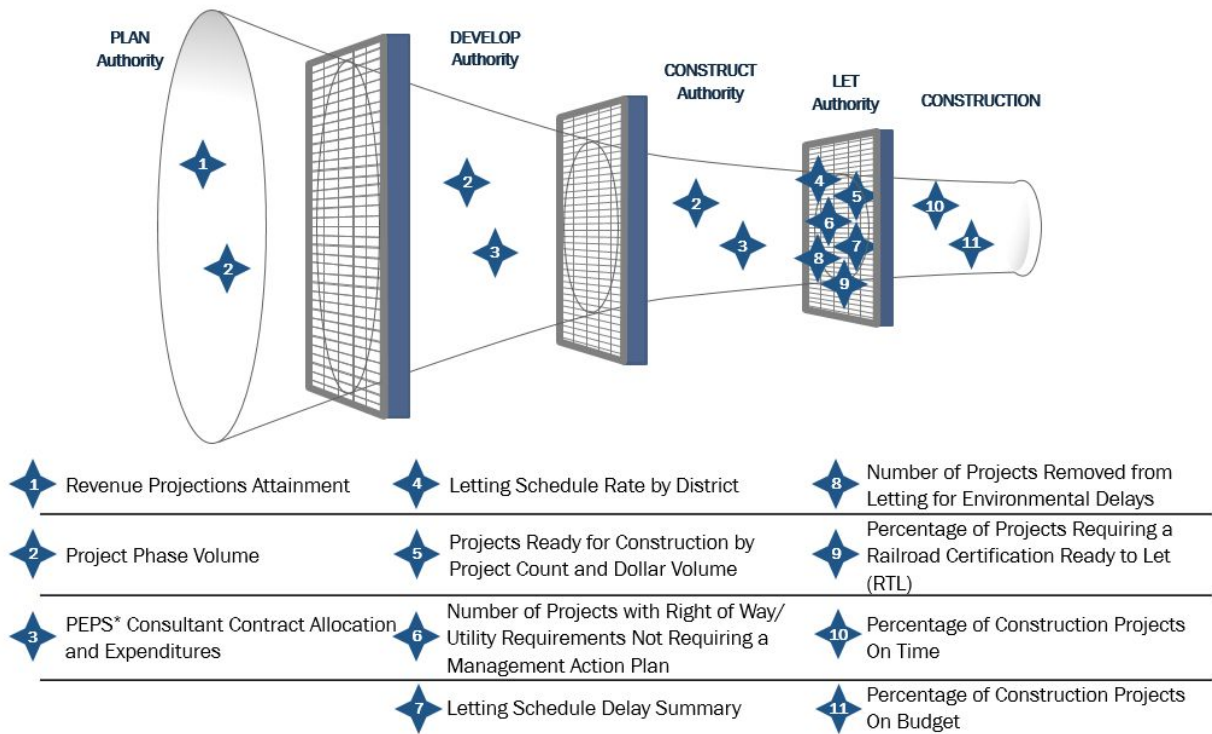 PLAN
Authority
DEVELOP
Authority
CONSTRUCT
Authority
LET
Authority
CONSTRUCTION
1
2
2
3
2
3
4
5
6
7
8
9
10
11
1 Revenue Projections Attainment
2 Project Phase Volume
3 PEPS* Consultant Contract Allocation
and Expenditures
4 Letting Schedule Rate by District
5 Projects Ready for Construction by
Project Count and Dollar Volume
6 Number of Projects with Right of Way/
Utility Requirements Not Requiring a
Management Action Plan
7 Letting Schedule Delay Summary
8 Number of Projects Removed from
Letting for Environmental Delays
9 Percentage of Projects Requiring a
Railroad Certification Ready to Let
(RTL)
10 Percentage of Construction Projects
On Time
11 Percentage of Construction Projects
On Budget